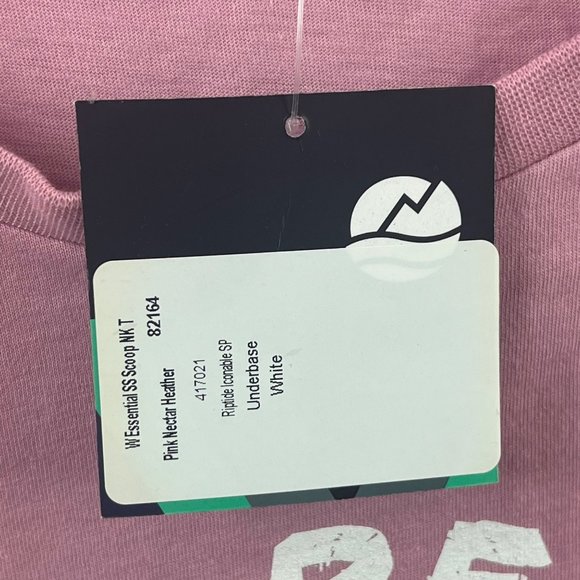 W Essential SS Scoop NK T
82164
Pink Nectar Heather
417021
Riptide Iconable SP
Underbase
White